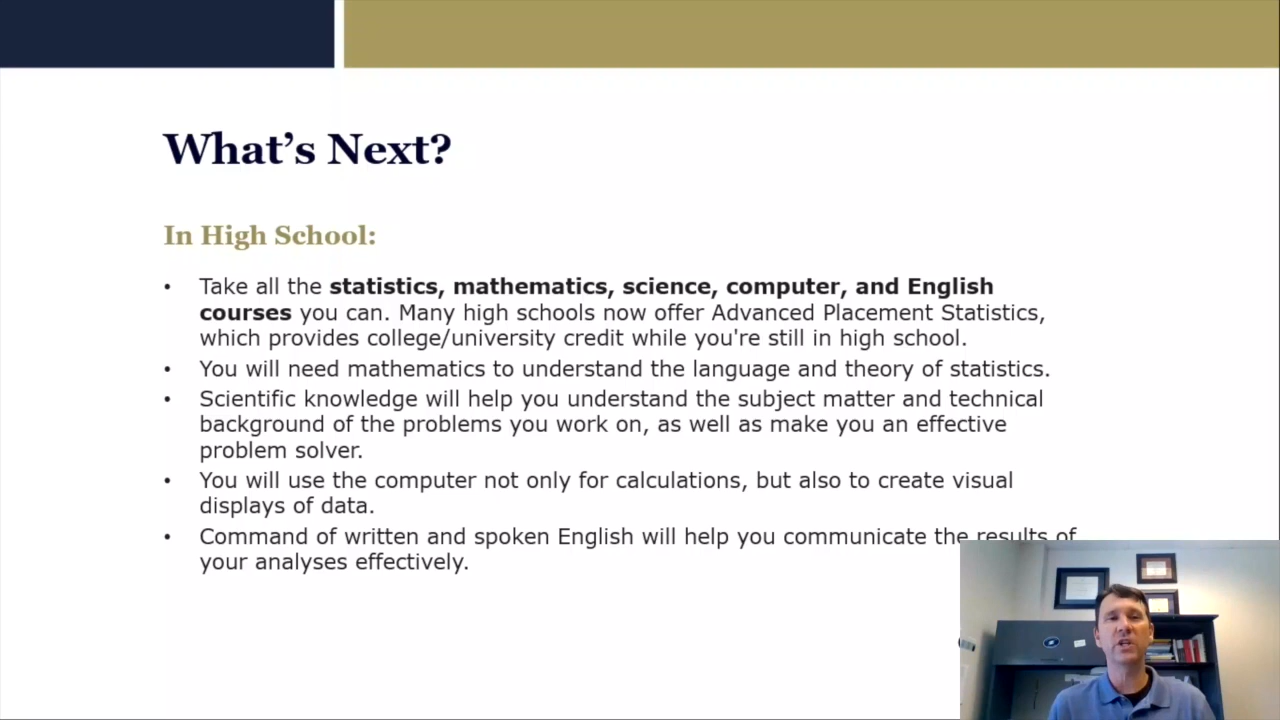 What’s Next?
In High School:
• Take all the statistics, mathematics, science, computer, and English
courses you can. Many high schools now offer Advanced Placement Statistics,
which provides college/university credit while you're still in high school.
• You will need mathematics to understand the language and theory of statistics.
• Scientific knowledge will help you understand the subject matter and technical
background of the problems you work on, as well as make you an effective
problem solver.
• You will use the computer not only for calculations, but also to create visual
displays of data.
• Command of written and spoken English will help you communicate the results of
your analyses effectively.